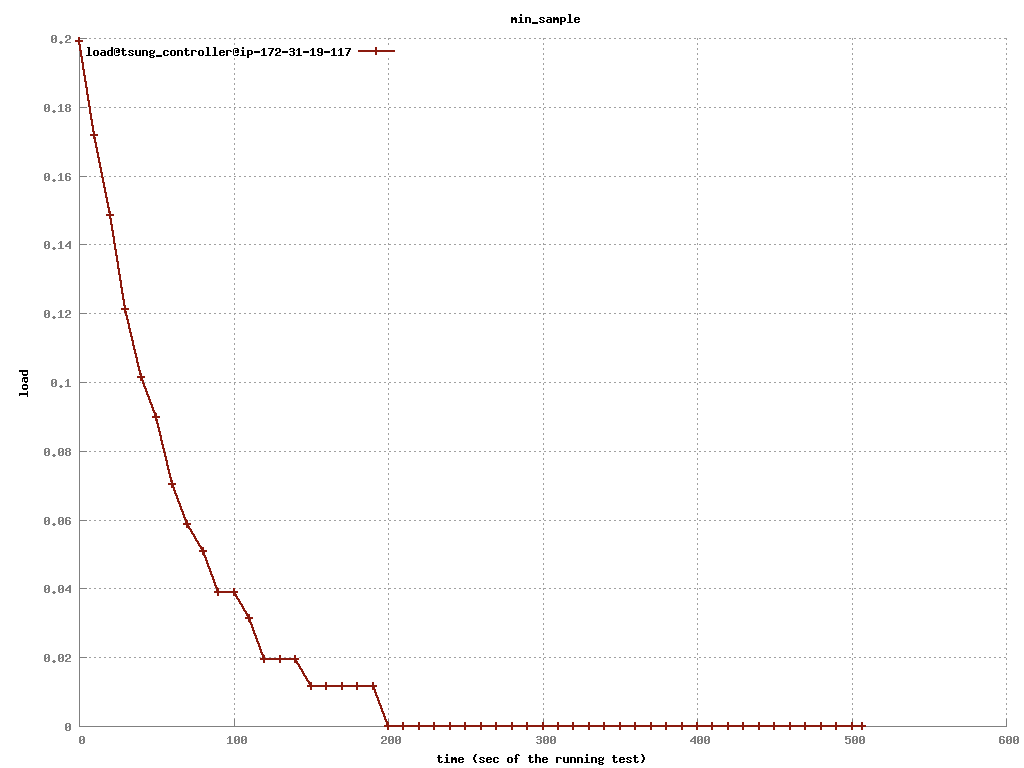 min_sample
load@tsung_controller@ip-172-31-19-117
0.2
0.18
0.16
0.14
0.12
0.1
0.08
0.06
0.04
0.02
0
load
0 100 200 300 400 500 600
time (sec of the running test)